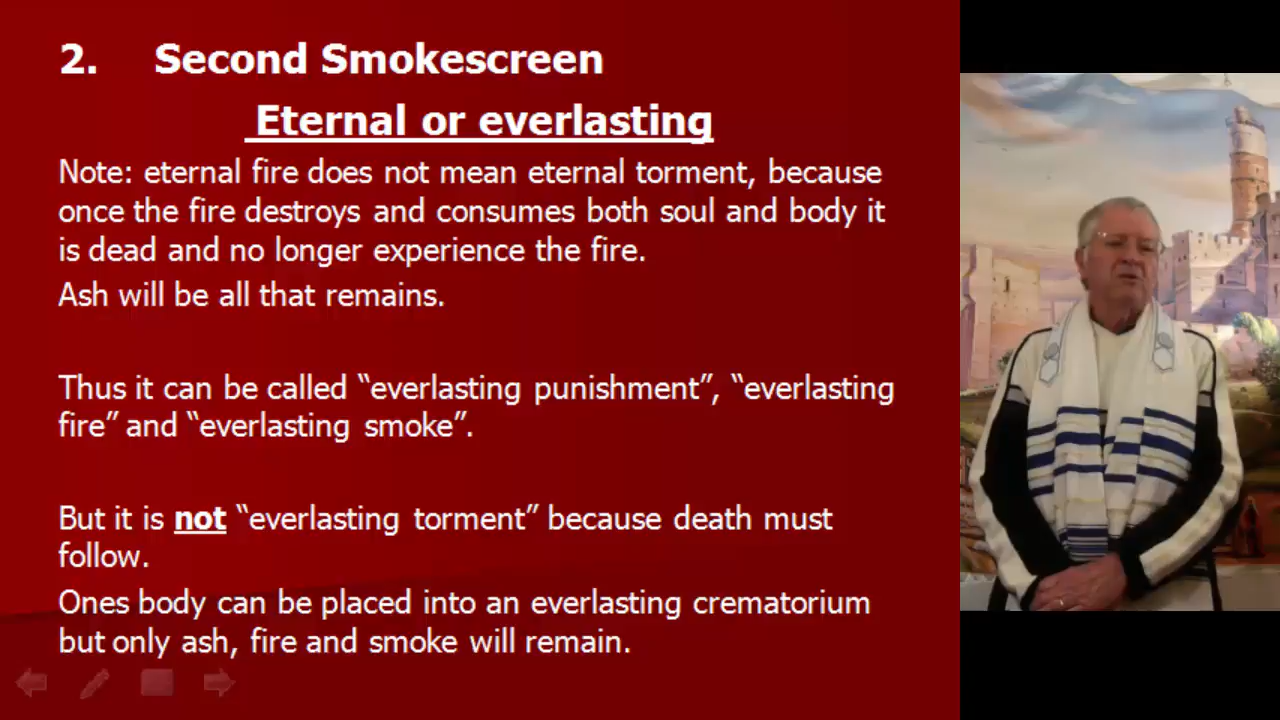 2. Second Smokescreen
Eternal or everlasting
Note: eternal fire does not mean eternal torment, because
once the fire destroys and consumes both soul and body it
is dead and no longer experience the fire.
Ash will be all that remains.
Thus it can be called “everlasting punishment”, “everlasting
fire” and “everlasting smoke”.
But it is not “everlasting torment” because death must
follow.
Ones body can be placed into an everlasting crematorium
but only ash, fire and smoke will remain.